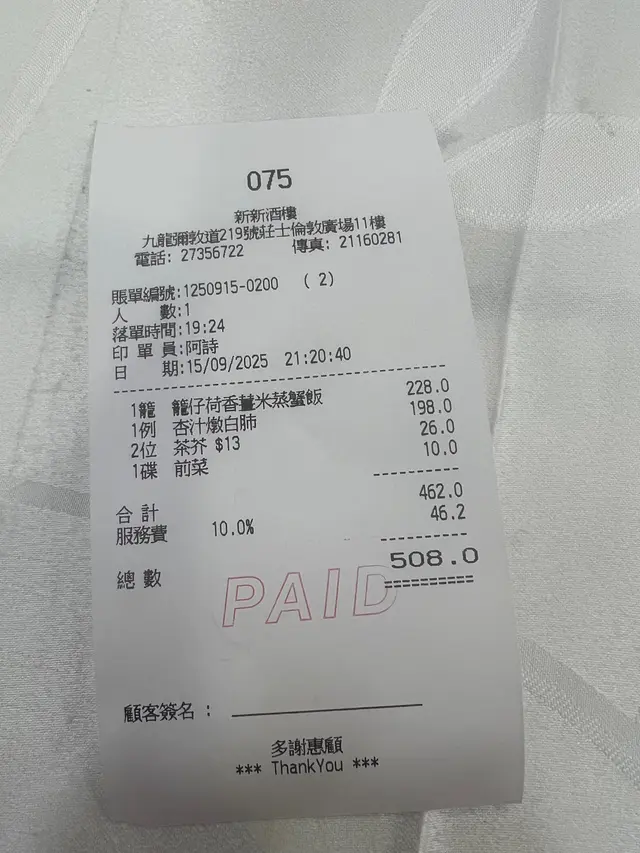 075
新新酒樓
九龍彌敦道219號莊士倫敦廣場11樓
電話: 27356722 傳真: 21160281
賬單編號:1250915-0200 ( 2)
人 數:1
落單時間:19:24
印 單 員:阿詩
日 期:15/09/2025 21:20:40
1籠 籠仔荷香薑米蒸蟹飯 228.0
1例 杏汁燉白肺 198.0
2位 茶芥 $13 26.0
1碟 前菜 10.0
合 計 462.0
服務費 10.0% 46.2
總 數 508.0
PAID
顧客簽名 :
多謝惠顧
*** ThankYou ***